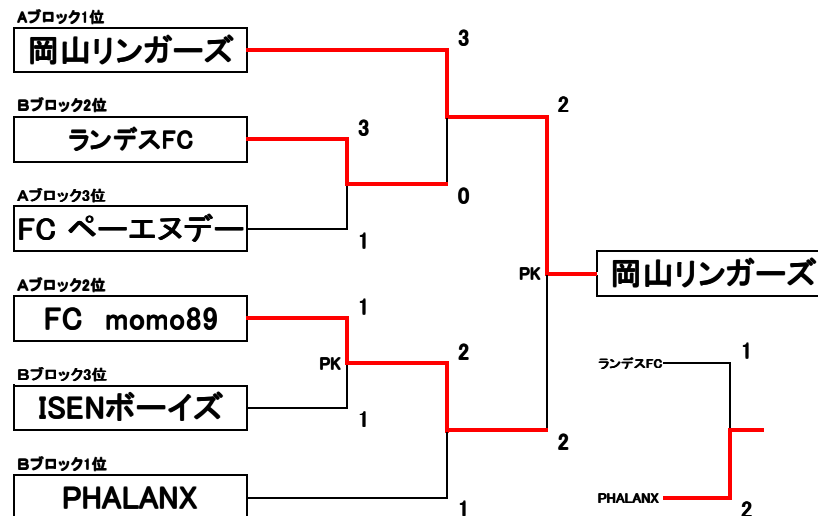 Aブロック1位
岡山リンガーズ
3
2
Bブロック2位
ランデスFC
3
0
Aブロック3位
FC ペーエヌデー
1
PK
岡山リンガーズ
Aブロック2位
FC momo89
1
PK
2
Bブロック3位
ISENボーイズ
1
2
Bブロック1位
PHALANX
1
ランデスFC
1
PHALANX
2